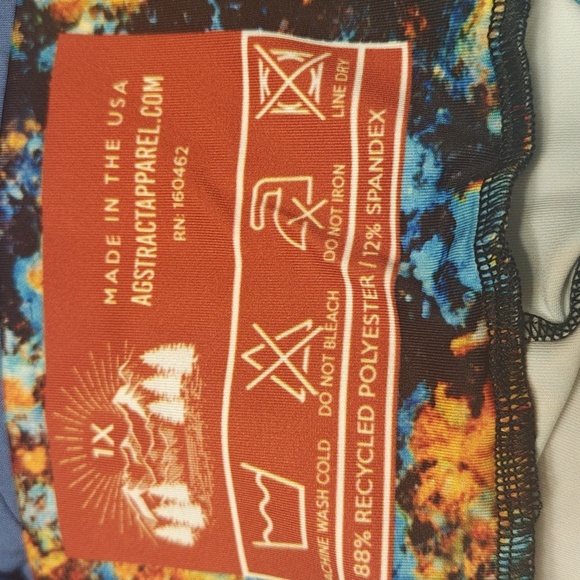 1X
MADE IN THE USA
AGSTRACTAPPAREL.COM
RN: 160462
MACHINE WASH COLD
DO NOT BLEACH
DO NOT IRON
LINE DRY
88% RECYCLED POLYESTER / 12% SPANDEX